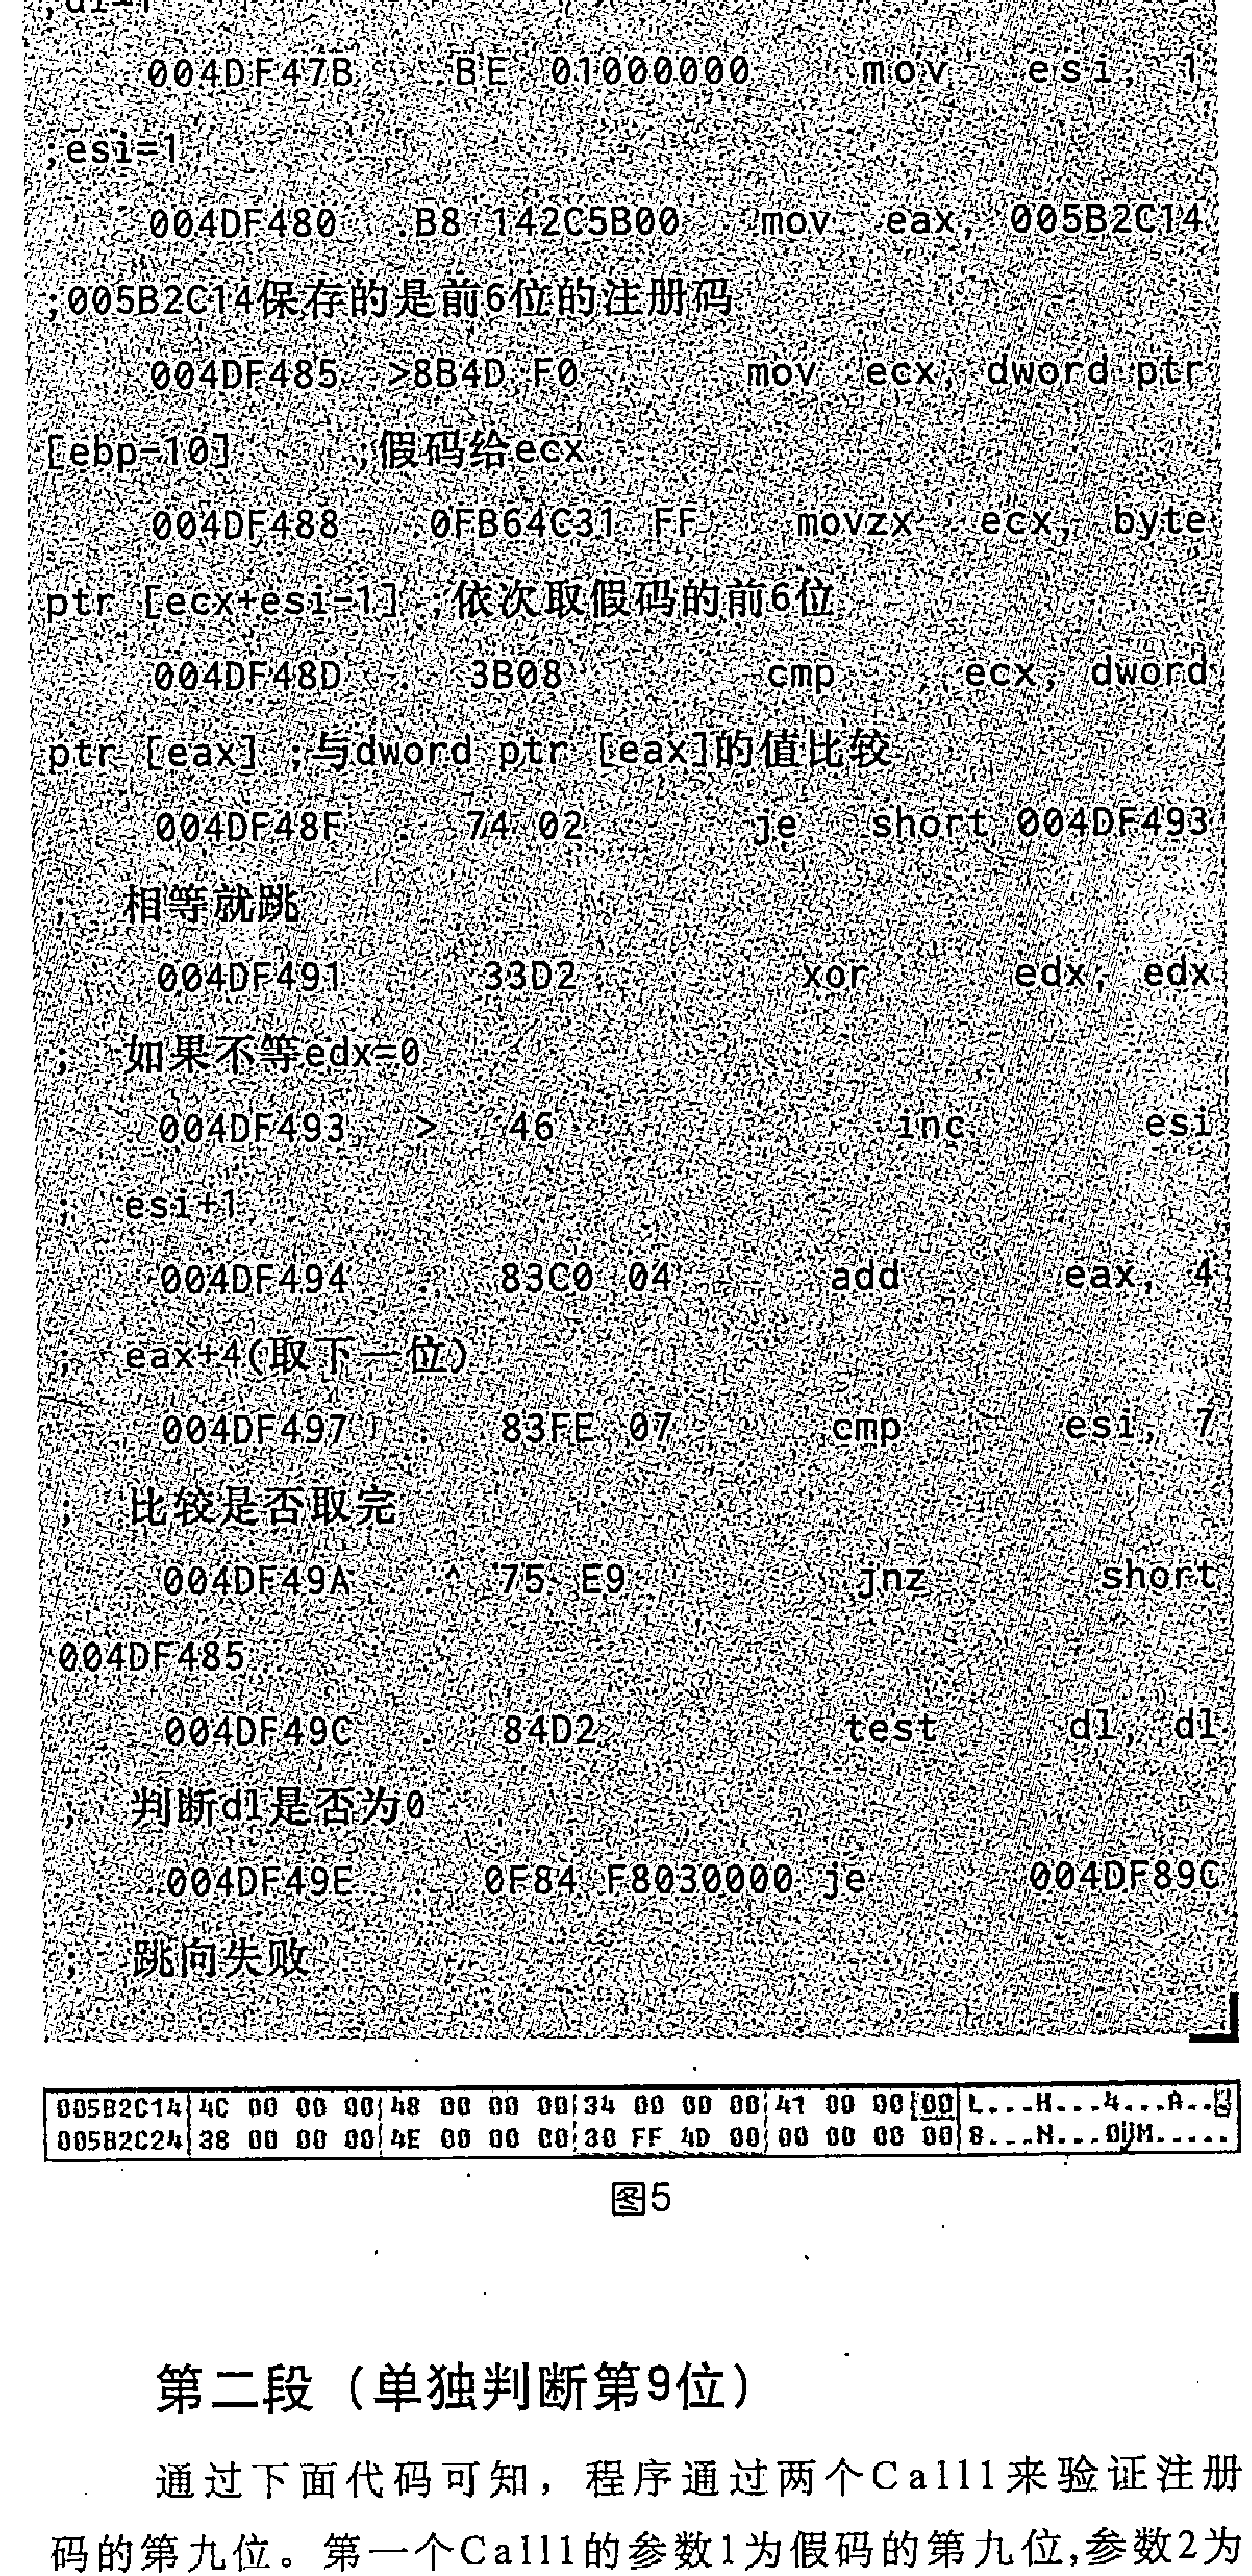 ;dl=1
004DF47B . BE 01000000 mov esi, 1
;esi=1
004DF480 .B8 142C5B00 mov eax, 005B2C14
;005B2C14保存的是前6位的注册码
004DF485 >8B4D F0 mov ecx, dword ptr
[ebp-10] ;假码给ecx
004DF488 .0FB64C31 FF movzx ecx, byte
ptr [ecx+esi-1] ;依次取假码的前6位
004DF48D . 3B08 cmp ecx, dword
ptr [eax] ;与dword ptr [eax]的值比较
004DF48F . 74 02 je short 004DF493
; 相等就跳
004DF491 . 33D2 xor edx, edx
; 如果不等edx=0
004DF493 > 46 inc esi
; esi+1
004DF494 . 83C0 04 add eax, 4
; eax+4(取下一位)
004DF497 . 83FE 07 cmp esi, 7
; 比较是否取完
004DF49A .^ 75 E9 jnz short
004DF485
004DF49C . 84D2 test dl, dl
; 判断dl是否为0
004DF49E . 0F84 F8030000 je 004DF89C
; 跳向失败
005B2C14 4C 00 00 00 48 00 00 00 34 00 00 00 41 00 00 00 L...H...4...A...
005B2C24 38 00 00 00 4E 00 00 00 30 FF 4D 00 00 00 00 00 8...N...0ÿM.....
图5
第二段（单独判断第9位）
通过下面代码可知，程序通过两个Call1来验证注册
码的第九位。第一个Call1的参数1为假码的第九位,参数2为